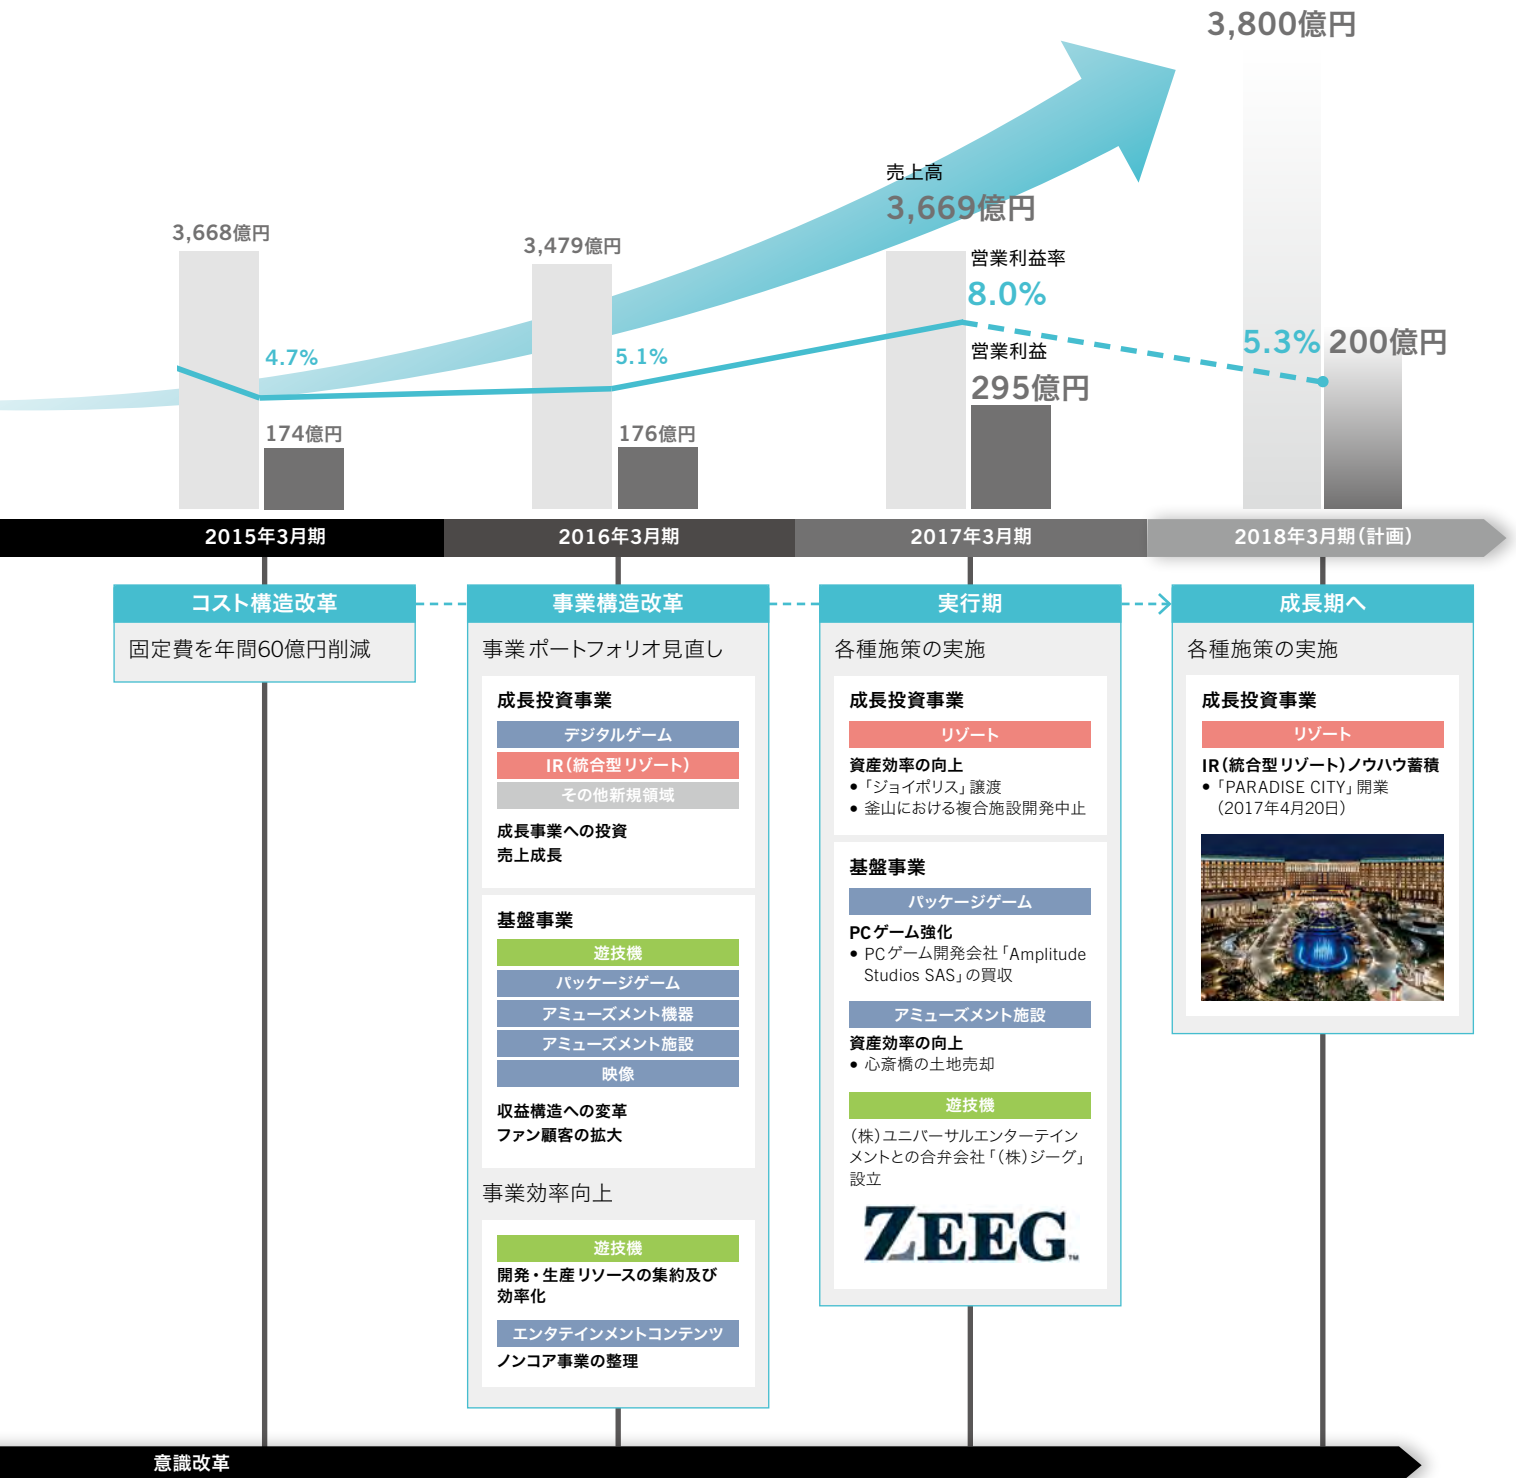 3,800億円
売上高
3,669億円
3,668億円
3,479億円
営業利益率
8.0%
4.7%
5.1%
営業利益
295億円
5.3% 200億円
174億円
176億円
2015年3月期
2016年3月期
2017年3月期
2018年3月期（計画）
コスト構造改革
固定費を年間60億円削減
事業構造改革
事業ポートフォリオ見直し
成長投資事業
デジタルゲーム
IR（統合型リゾート）
その他新規領域
成長事業への投資
売上成長
基盤事業
遊技機
パッケージゲーム
アミューズメント機器
アミューズメント施設
映像
収益構造への変革
ファン顧客の拡大
事業効率向上
遊技機
開発・生産リソースの集約及び
効率化
エンタテインメントコンテンツ
ノンコア事業の整理
実行期
各種施策の実施
成長投資事業
リゾート
資産効率の向上
● 「ジョイポリス」譲渡
● 釜山における複合施設開発中止
基盤事業
パッケージゲーム
PCゲーム強化
● PCゲーム開発会社「Amplitude
Studios SAS」の買収
アミューズメント施設
資産効率の向上
● 心斎橋の土地売却
遊技機
（株）ユニバーサルエンターテイン
メントとの合弁会社「（株）ジーグ」
設立
ZEEG™
成長期へ
各種施策の実施
成長投資事業
リゾート
IR（統合型リゾート）ノウハウ蓄積
● 「PARADISE CITY」開業
（2017年4月20日）
意識改革